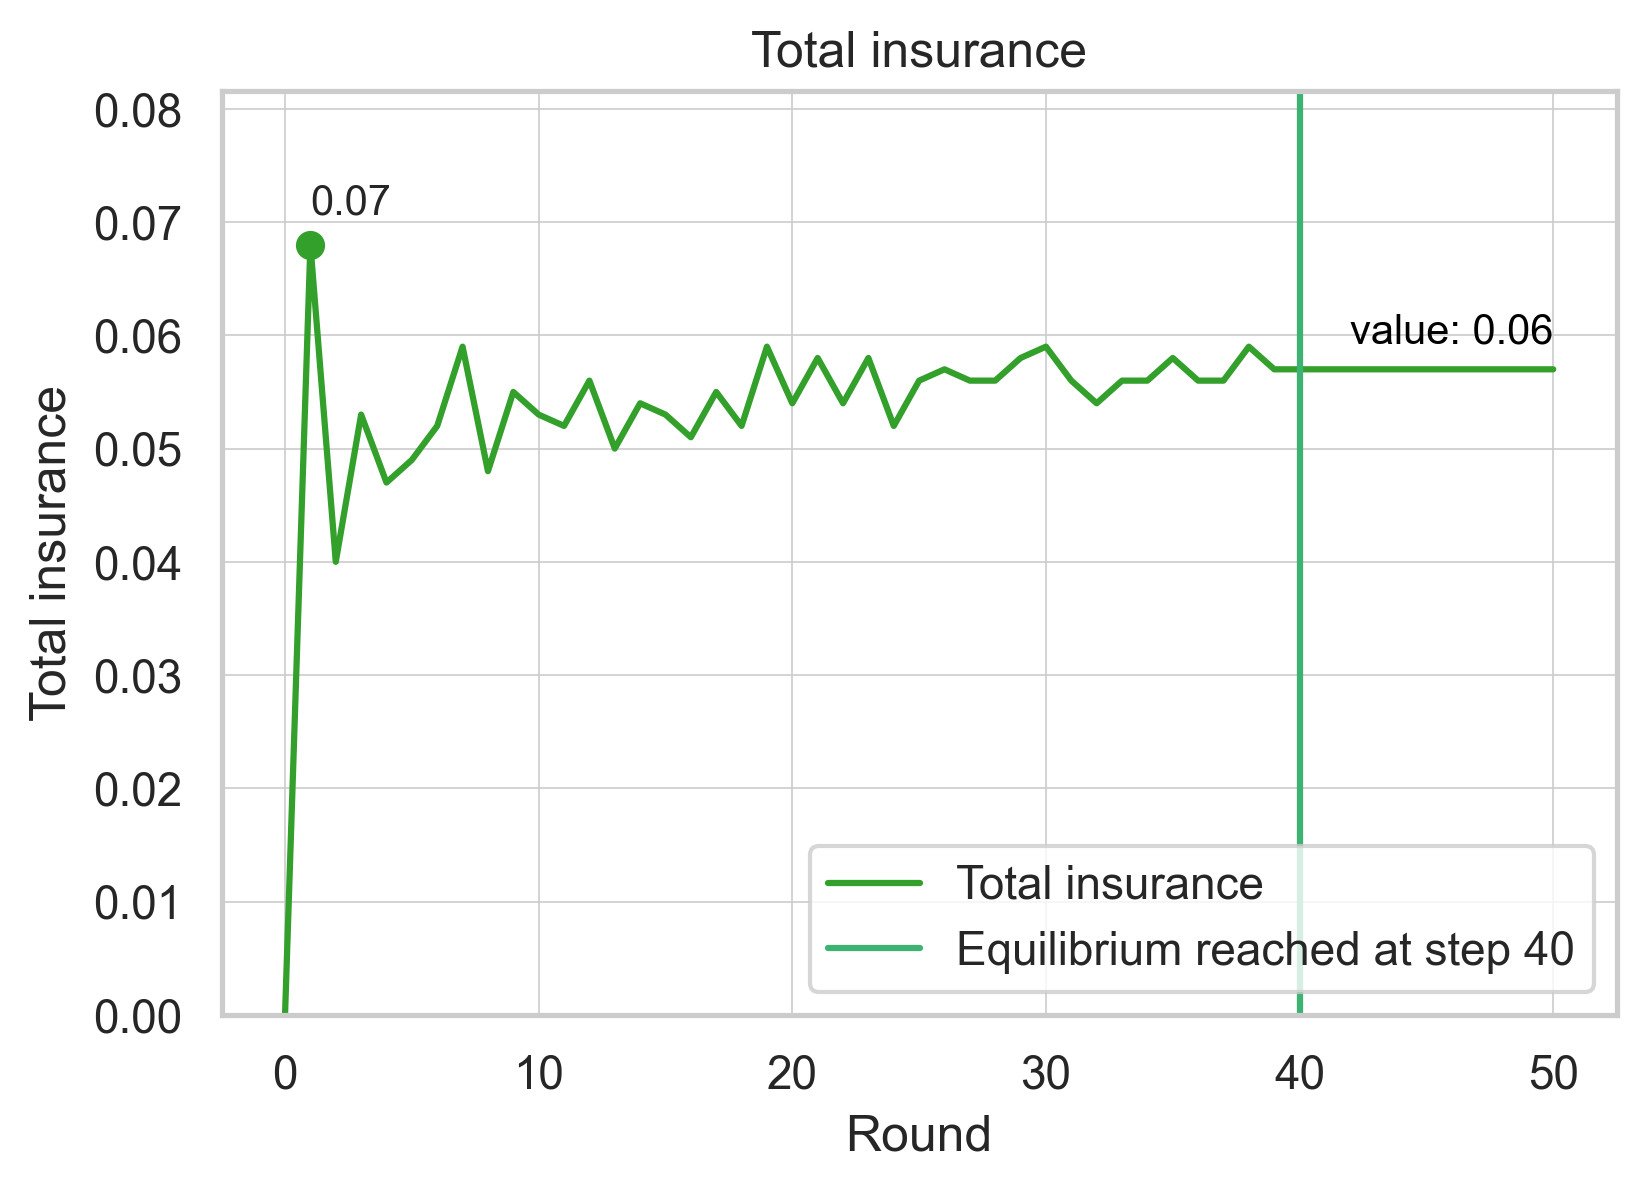 Total insurance
0.08
0.07
0.06
0.05
0.04
0.03
0.02
0.01
0.00
Total insurance
0.07
value: 0.06
Total insurance
Equilibrium reached at step 40
0 10 20 30 40 50
Round